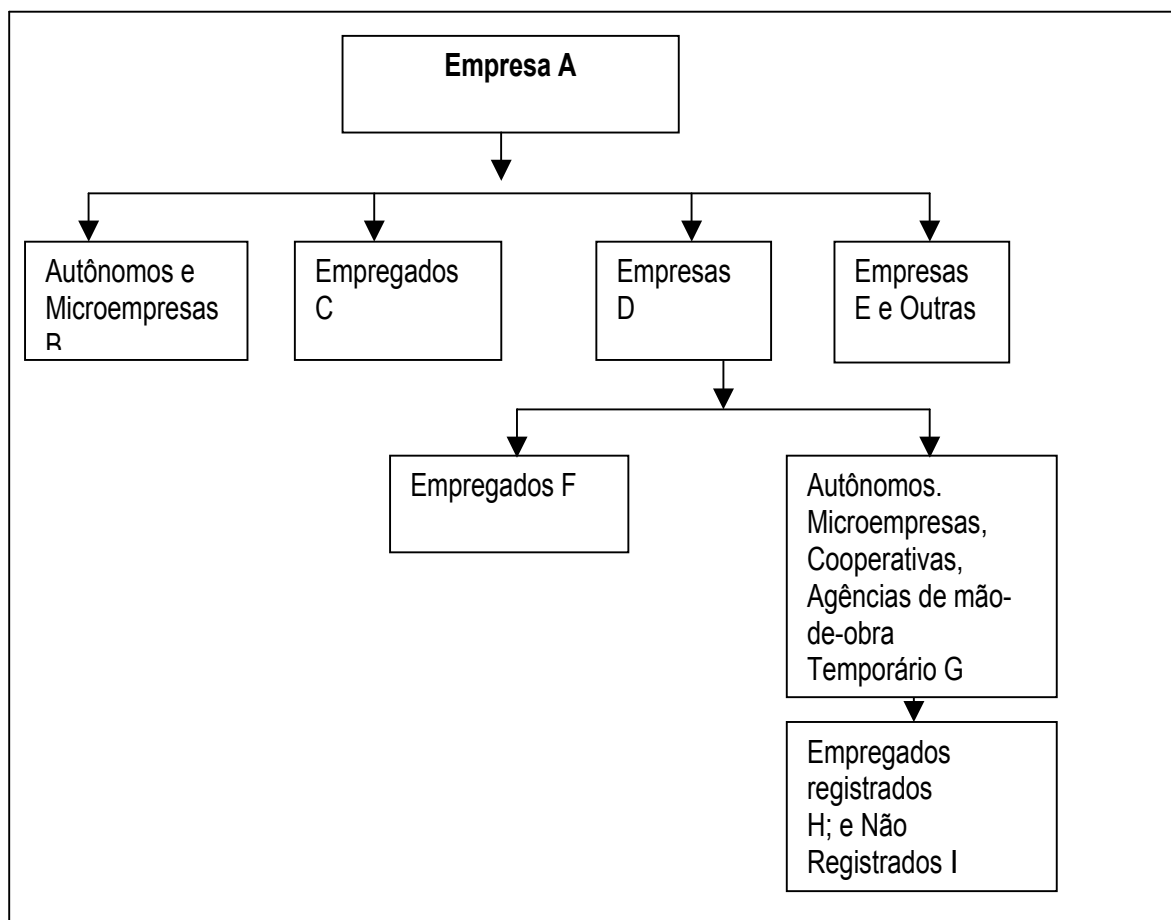 Empresa A
Autônomos e
Microempresas
B
Empregados
C
Empresas
D
Empresas
E e Outras
Empregados F
Autônomos.
Microempresas,
Cooperativas,
Agências de mão-
de-obra
Temporário G
Empregados
registrados
H; e Não
Registrados I